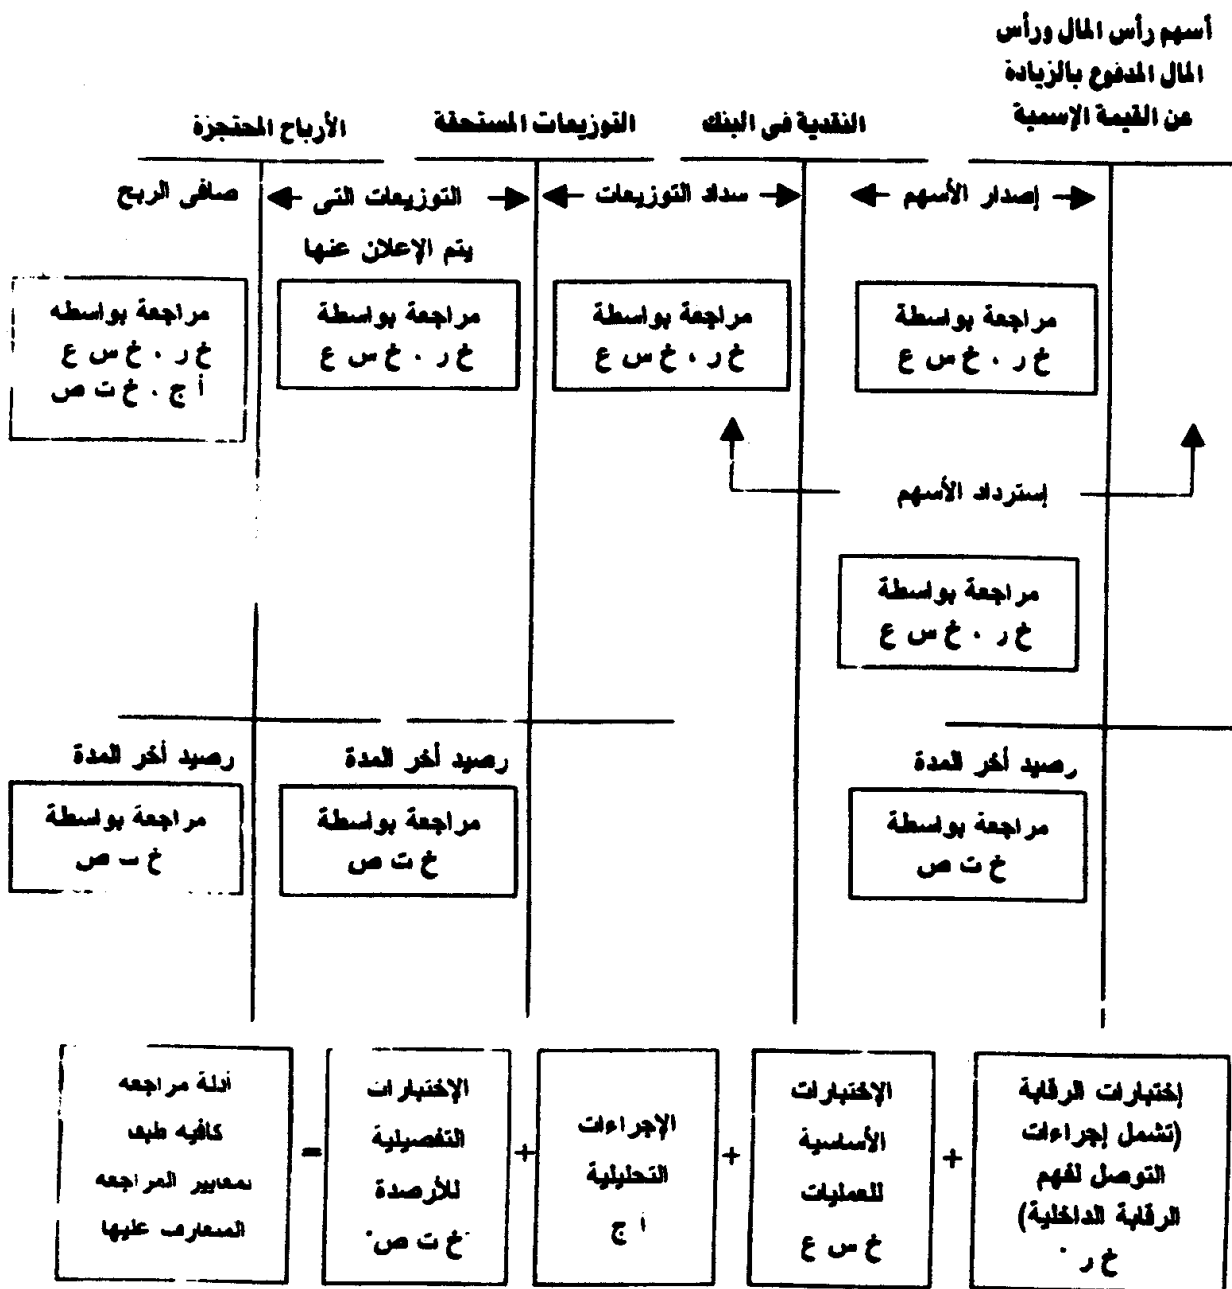 أسهم رأس المال ورأس
المال المدفوع بالزيادة
عن القيمة الإسمية
النقدية فى البنك
التوزيعات المستحقة
الأرباح المحتجزة
إصدار الأسهم
سداد التوزيعات
التوزيعات التى
يتم الإعلان عنها
صافى الربح
مراجعة بواسطة
خ ر ، خ س ع
مراجعة بواسطة
خ ر ، خ س ع
مراجعة بواسطة
خ ر ، خ س ع
مراجعة بواسطه
خ ر ، خ س ع
أ ج ، خ ت ص
إسترداد الأسهم
مراجعة بواسطة
خ ر ، خ س ع
رصيد أخر المدة
رصيد أخر المدة
رصيد أخر المدة
مراجعة بواسطة
خ ت ص
مراجعة بواسطة
خ ت ص
مراجعة بواسطة
خ ت ص
إختبارات الرقابة
(تشمل إجراءات
التوصل لفهم
الرقابة الداخلية)
خ ر
+
الإختبارات
الأساسية
للعمليات
خ س ع
+
الإجراءات
التحليلية
أ ج
+
الإختبارات
التفصيلية
للأرصدة
خ ت ص
=
أدلة مراجعه
كافيه طبقا
لمعايير المراجعه
المتعارف عليها